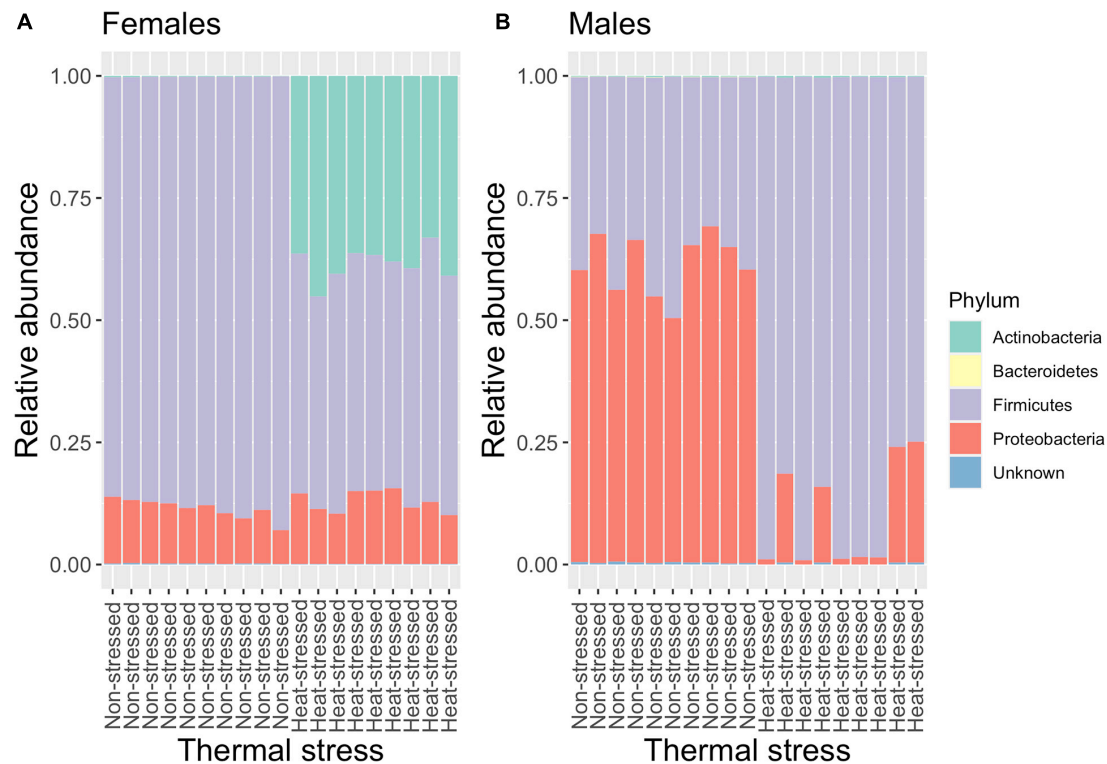 A Females
1.00
0.75
0.50
0.25
0.00
Relative abundance
Non-stressed
Non-stressed
Non-stressed
Non-stressed
Non-stressed
Non-stressed
Non-stressed
Non-stressed
Non-stressed
Non-stressed
Heat-stressed
Heat-stressed
Heat-stressed
Heat-stressed
Heat-stressed
Heat-stressed
Heat-stressed
Heat-stressed
Heat-stressed
Thermal stress
B Males
1.00
0.75
0.50
0.25
0.00
Relative abundance
Non-stressed
Non-stressed
Non-stressed
Non-stressed
Non-stressed
Non-stressed
Non-stressed
Non-stressed
Non-stressed
Non-stressed
Heat-stressed
Heat-stressed
Heat-stressed
Heat-stressed
Heat-stressed
Heat-stressed
Heat-stressed
Heat-stressed
Heat-stressed
Thermal stress
Phylum
Actinobacteria
Bacteroidetes
Firmicutes
Proteobacteria
Unknown